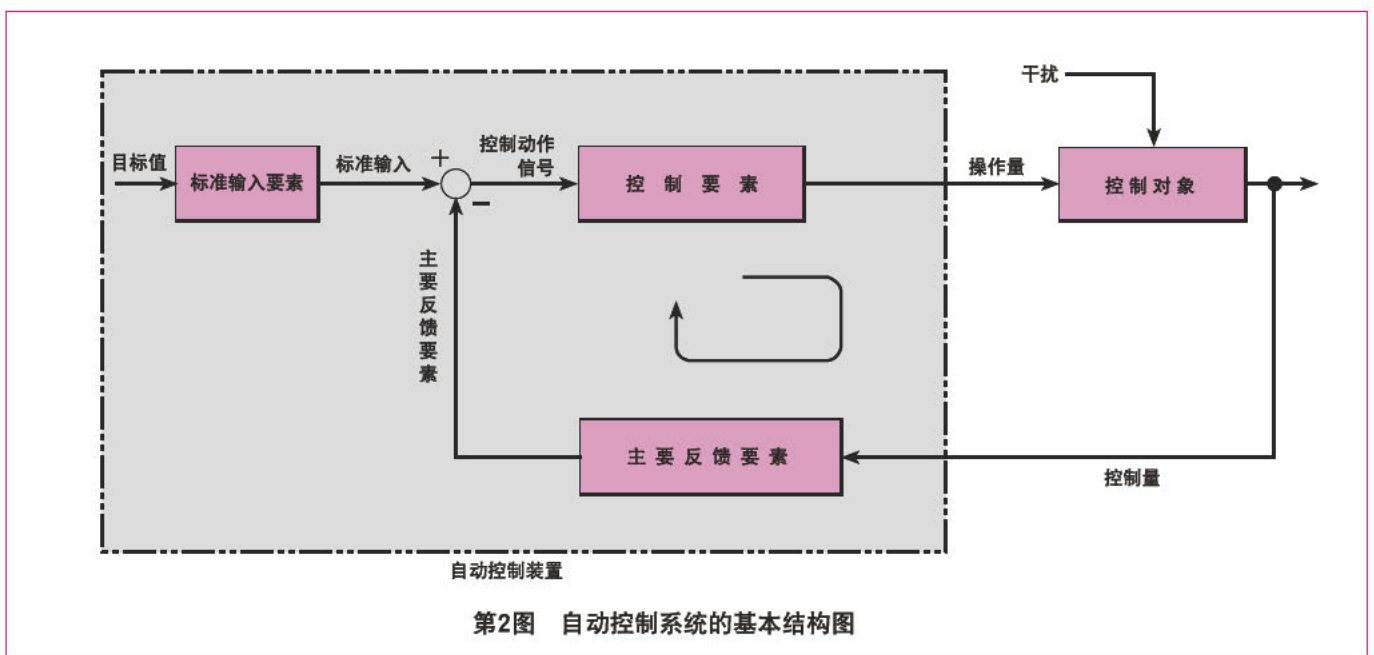 干扰
目标值
标准输入要素
标准输入
+
−
控制动作
信号
控制要素
操作量
控制对象
主要反馈要素
主要反馈要素
控制量
自动控制装置
第2图 自动控制系统的基本结构图